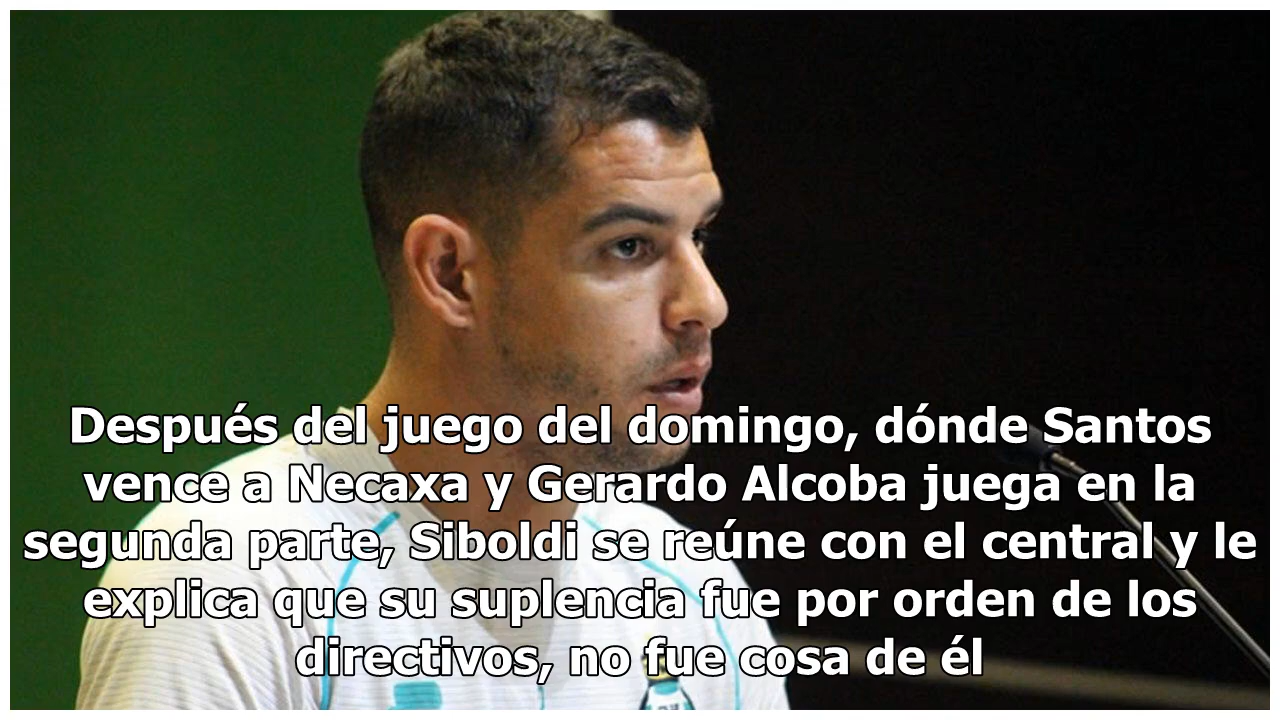 Después del juego del domingo, dónde Santos
vence a Necaxa y Gerardo Alcoba juega en la
segunda parte, Siboldi se reúne con el central y le
explica que su suplencia fue por orden de los
directivos, no fue cosa de él